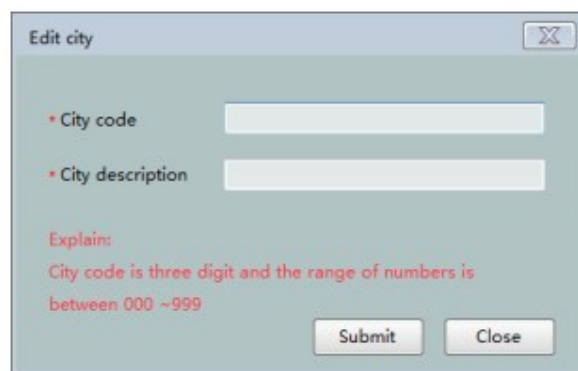 Edit city
* City code
* City description
Explain:
City code is three digit and the range of numbers is
between 000 ~999
Submit Close